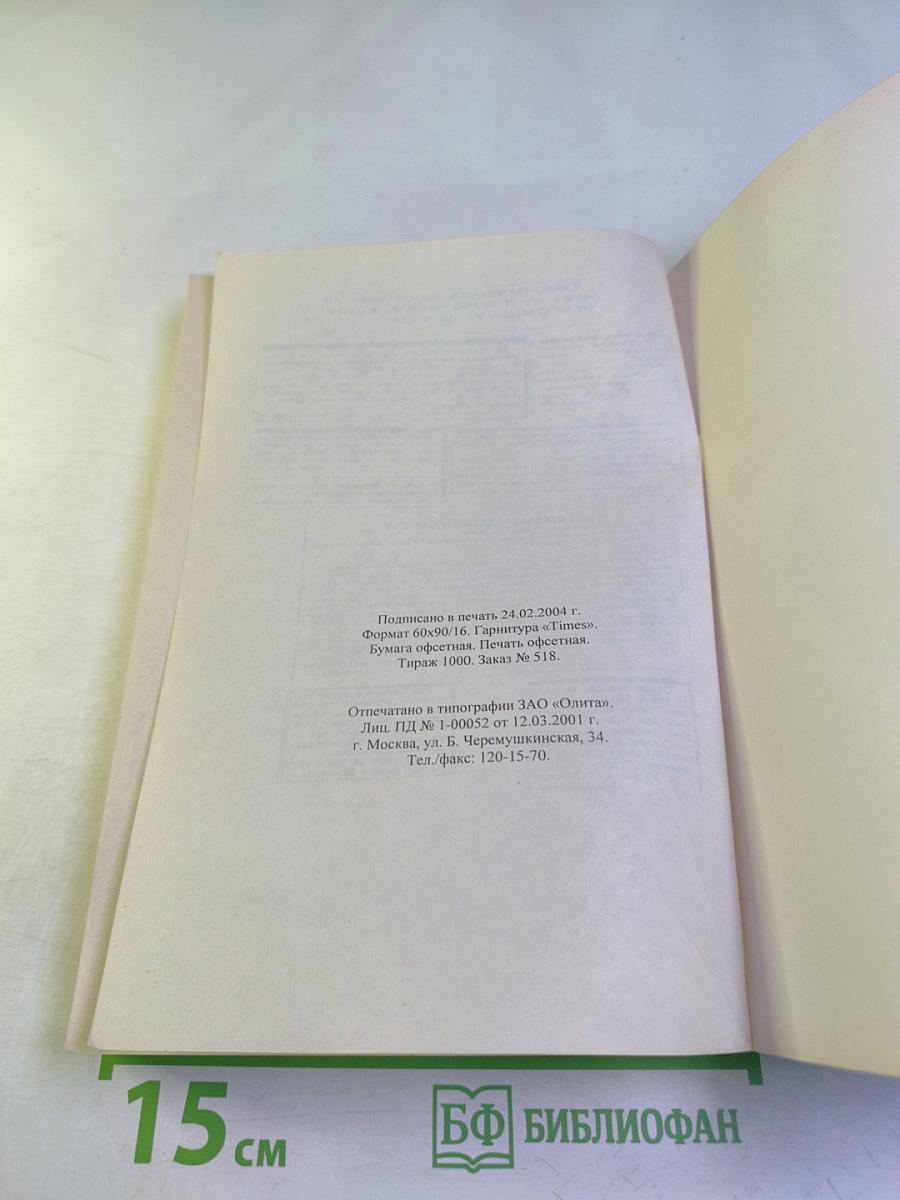 Подписано в печать 24.02.2004 г.
Формат 60х90/16. Гарнитура «Times».
Бумага офсетная. Печать офсетная.
Тираж 1000. Заказ № 518.
Отпечатано в типографии ЗАО «Олита».
Лиц. ПД № 1-00052 от 12.03.2001 г.
г. Москва, ул. Б. Черемушкинская, 34.
Тел./факс: 120-15-70.
15 см
БФ БИБЛИОФАН